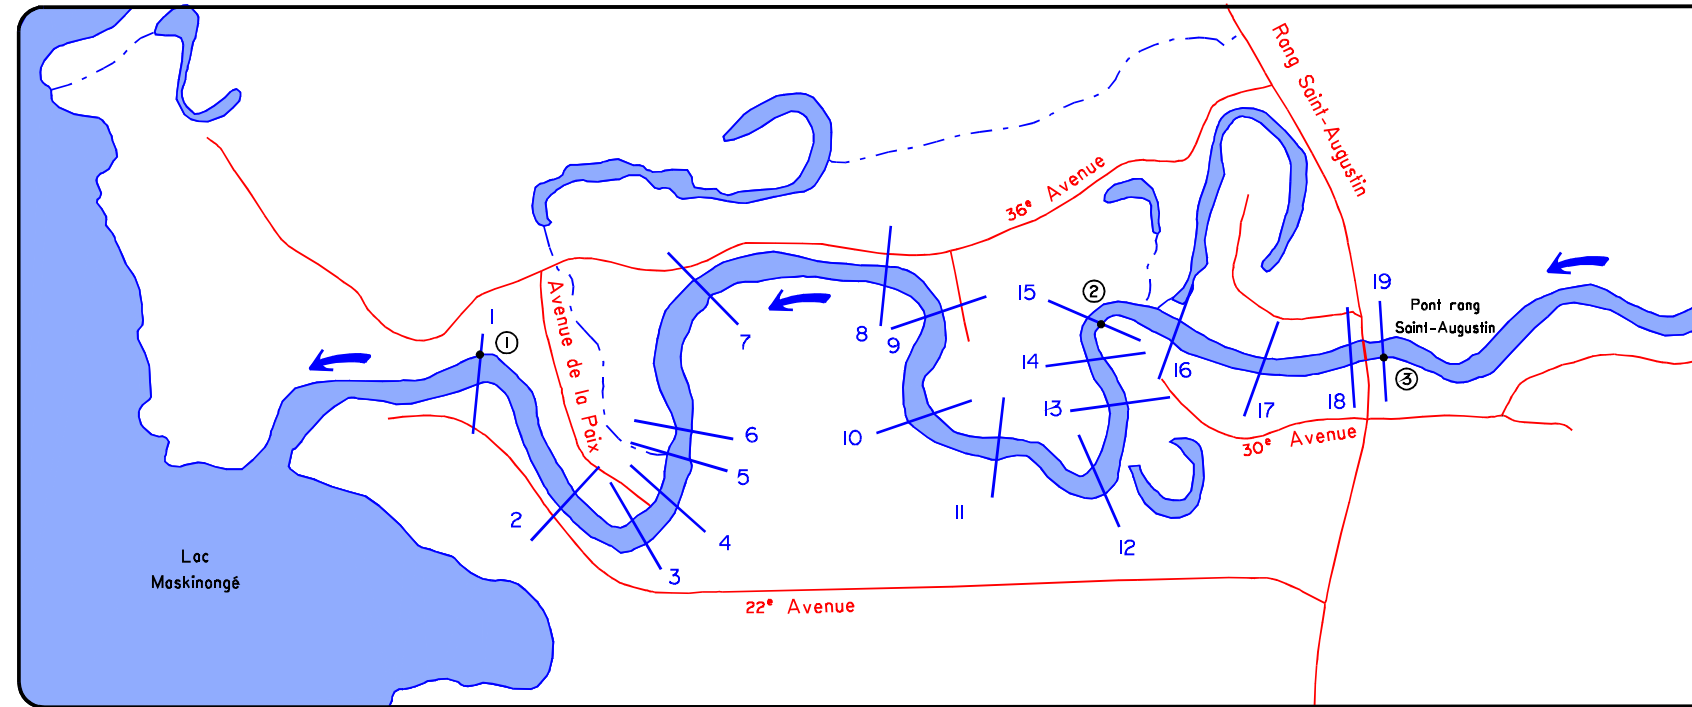 Rang Saint-Augustin
36e Avenue
19
Pont rang
Saint-Augustin
15
2
1
1
7
8
9
14
16
3
Avenue de la Paix
13
17
18
10
6
30e Avenue
5
2
11
4
12
Lac
Maskinongé
3
22e Avenue